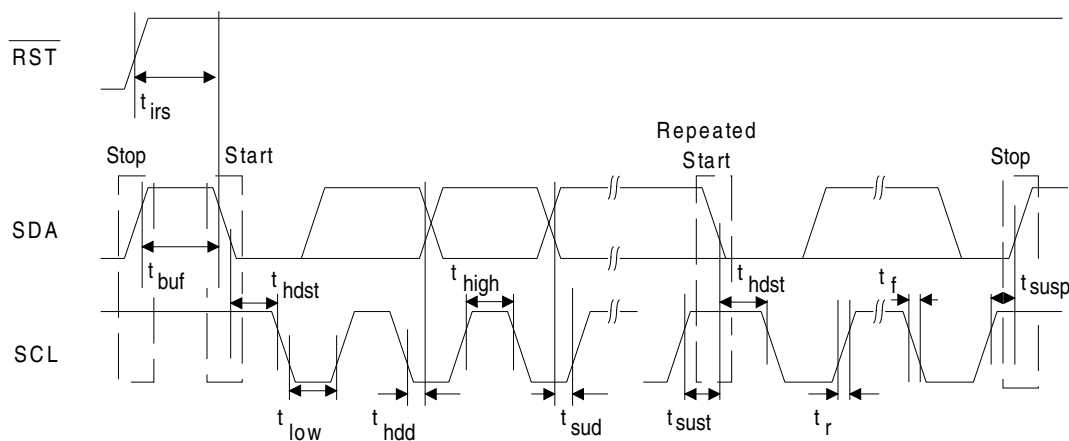 RST
t irs
Repeated
Stop Start Start Stop
SDA
t buf t hdst t high t hdst t f t susp
SCL
t low t hdd t sud t sust t r